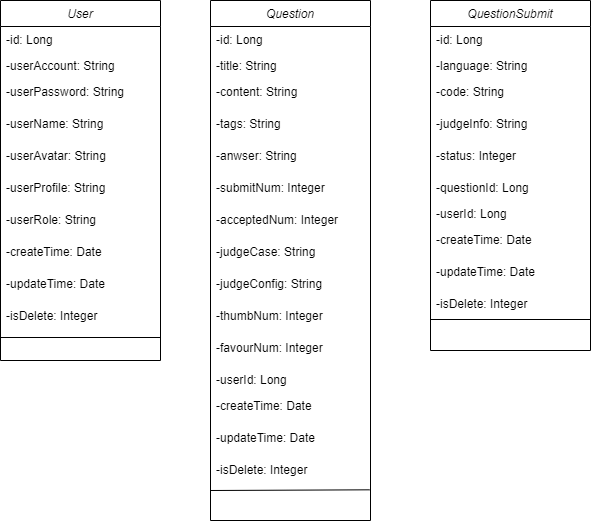 User
-id: Long
-userAccount: String
-userPassword: String
-userName: String
-userAvatar: String
-userProfile: String
-userRole: String
-createTime: Date
-updateTime: Date
-isDelete: Integer
Question
-id: Long
-title: String
-content: String
-tags: String
-anwser: String
-submitNum: Integer
-acceptedNum: Integer
-judgeCase: String
-judgeConfig: String
-thumbNum: Integer
-favourNum: Integer
-userId: Long
-createTime: Date
-updateTime: Date
-isDelete: Integer
QuestionSubmit
-id: Long
-language: String
-code: String
-judgeInfo: String
-status: Integer
-questionId: Long
-userId: Long
-createTime: Date
-updateTime: Date
-isDelete: Integer